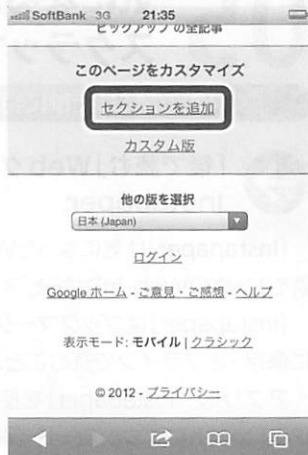 SoftBank 3G 21:35
ピックアップ の全記事
このページをカスタマイズ
セクションを追加
カスタム版
他の版を選択
日本 (Japan)
ログイン
Google ホーム - ご意見・ご感想 - ヘルプ
表示モード: モバイル | クラシック
© 2012 - プライバシー